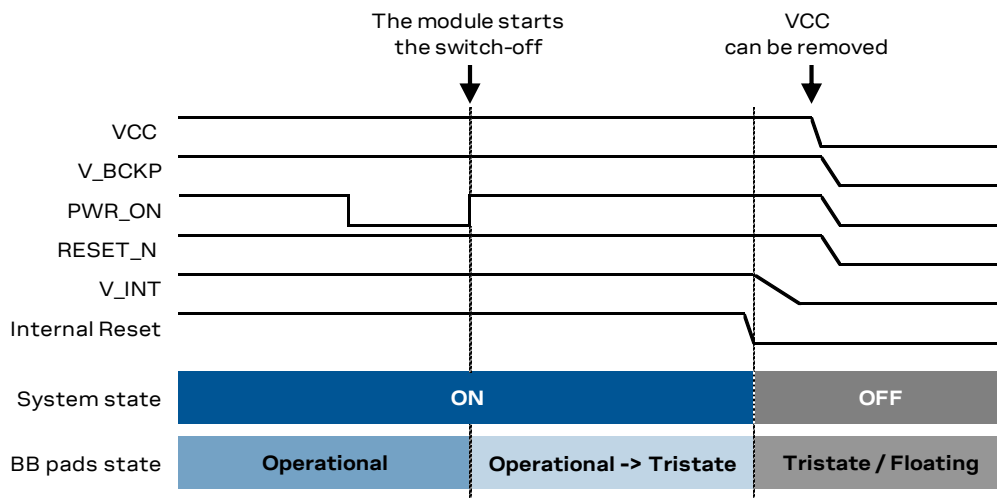 The module starts
the switch-off
VCC
can be removed
VCC
V_BCKP
PWR_ON
RESET_N
V_INT
Internal Reset
System state
ON
OFF
BB pads state
Operational
Operational -> Tristate
Tristate / Floating